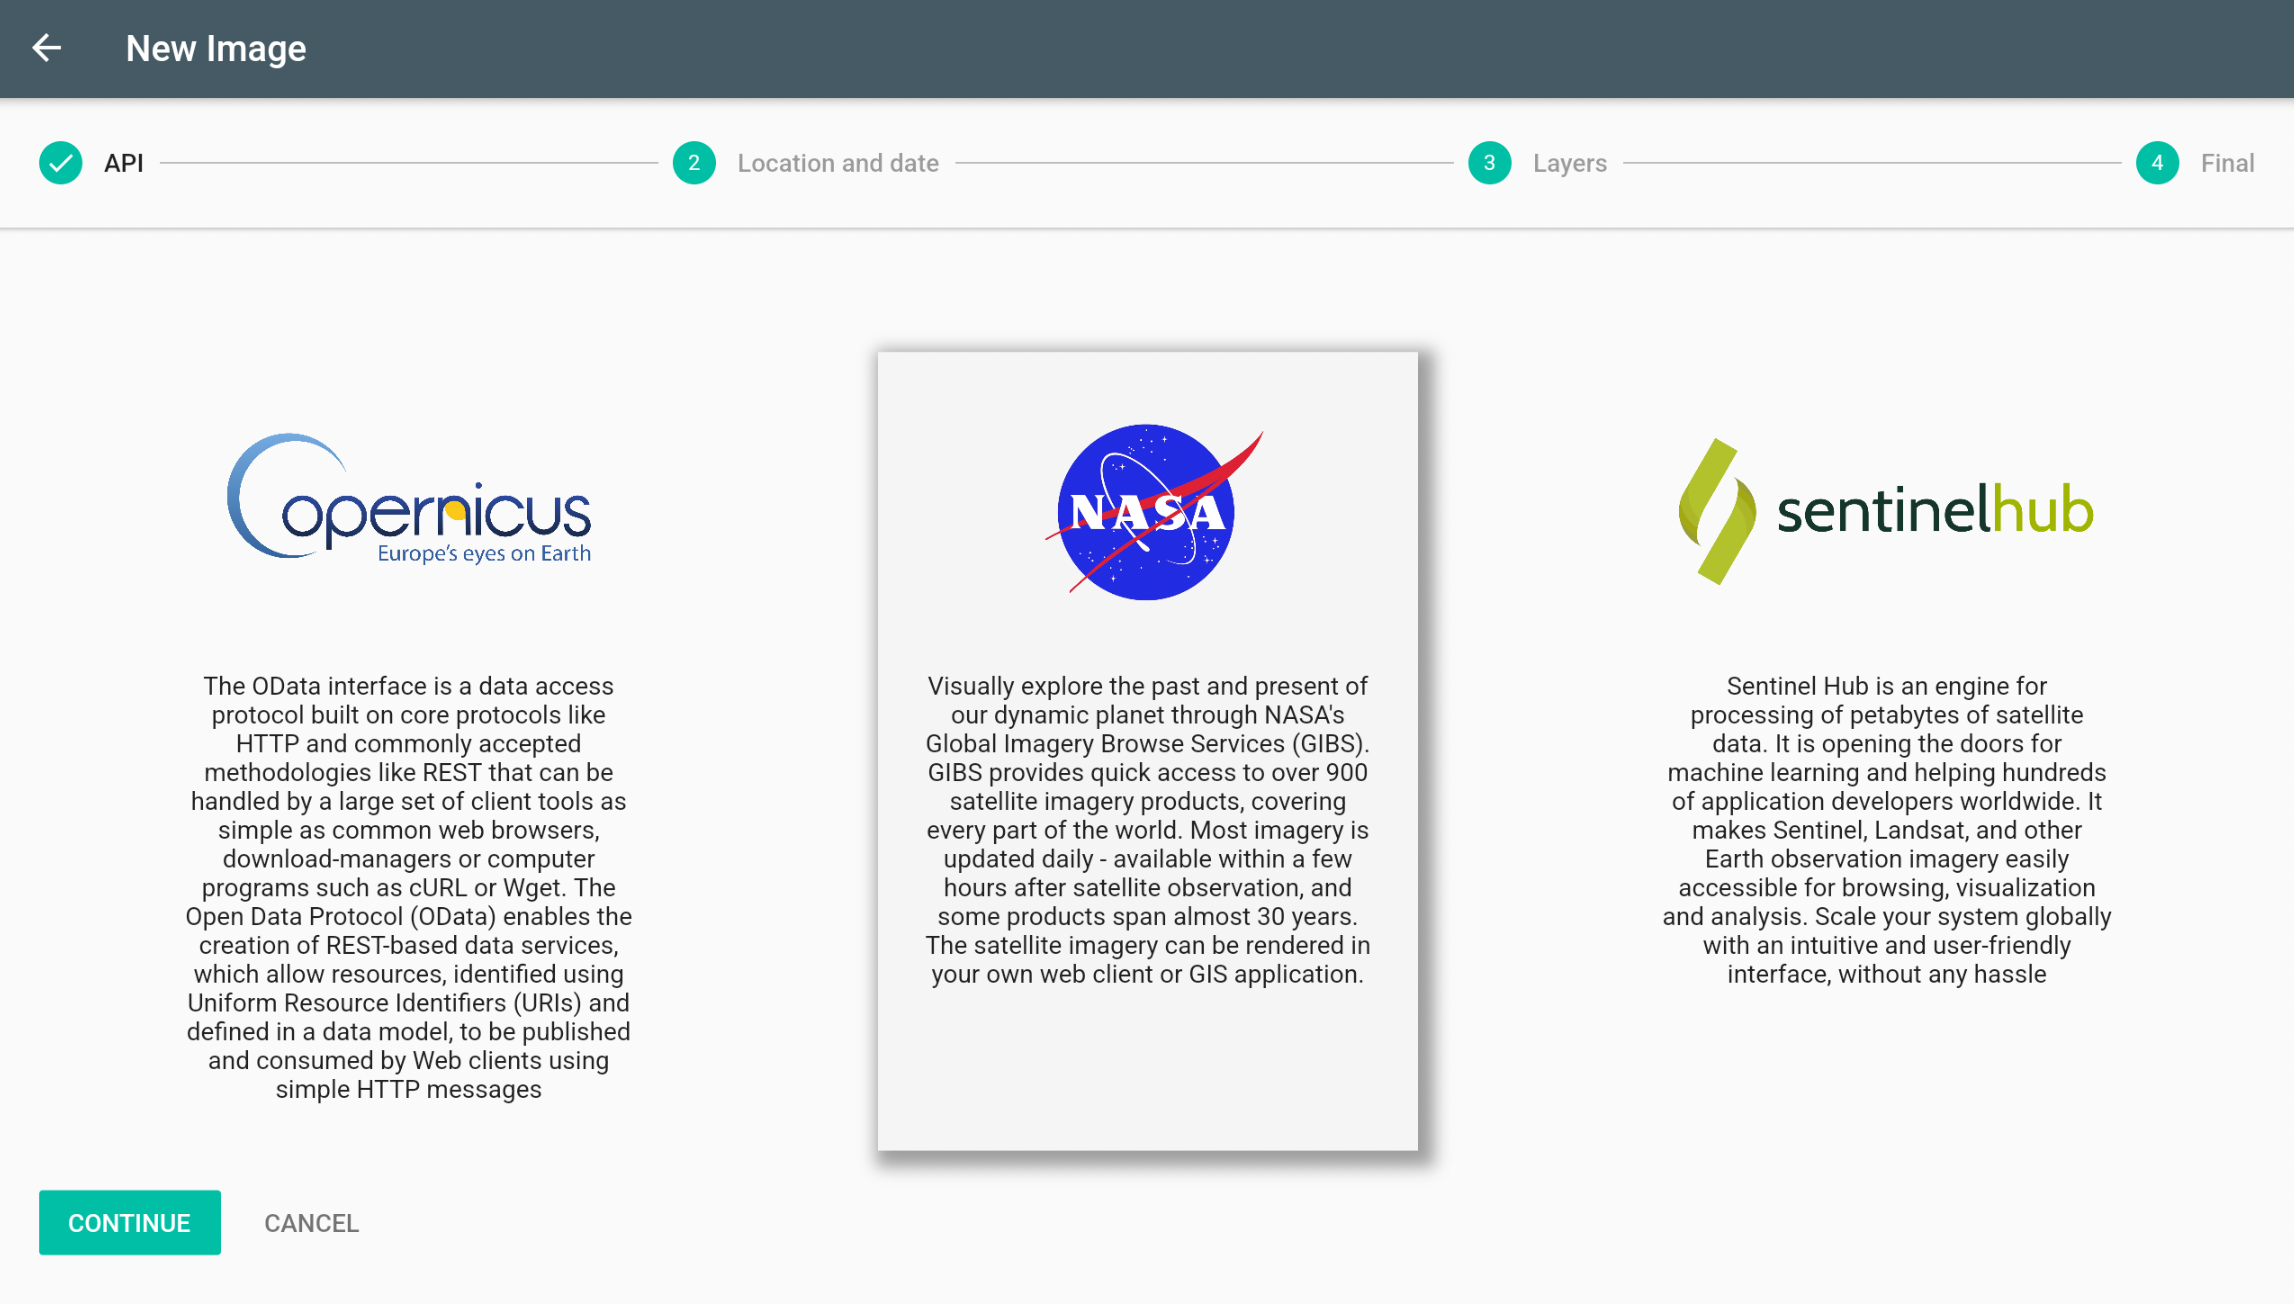 New Image
API
2 Location and date
3 Layers
4 Final
Copernicus
Europe's eyes on Earth
The OData interface is a data access
protocol built on core protocols like
HTTP and commonly accepted
methodologies like REST that can be
handled by a large set of client tools as
simple as common web browsers,
download-managers or computer
programs such as cURL or Wget. The
Open Data Protocol (OData) enables the
creation of REST-based data services,
which allow resources, identified using
Uniform Resource Identifiers (URIs) and
defined in a data model, to be published
and consumed by Web clients using
simple HTTP messages
NASA
Visually explore the past and present of
our dynamic planet through NASA's
Global Imagery Browse Services (GIBS).
GIBS provides quick access to over 900
satellite imagery products, covering
every part of the world. Most imagery is
updated daily - available within a few
hours after satellite observation, and
some products span almost 30 years.
The satellite imagery can be rendered in
your own web client or GIS application.
sentinelhub
Sentinel Hub is an engine for
processing of petabytes of satellite
data. It is opening the doors for
machine learning and helping hundreds
of application developers worldwide. It
makes Sentinel, Landsat, and other
Earth observation imagery easily
accessible for browsing, visualization
and analysis. Scale your system globally
with an intuitive and user-friendly
interface, without any hassle
CONTINUE
CANCEL